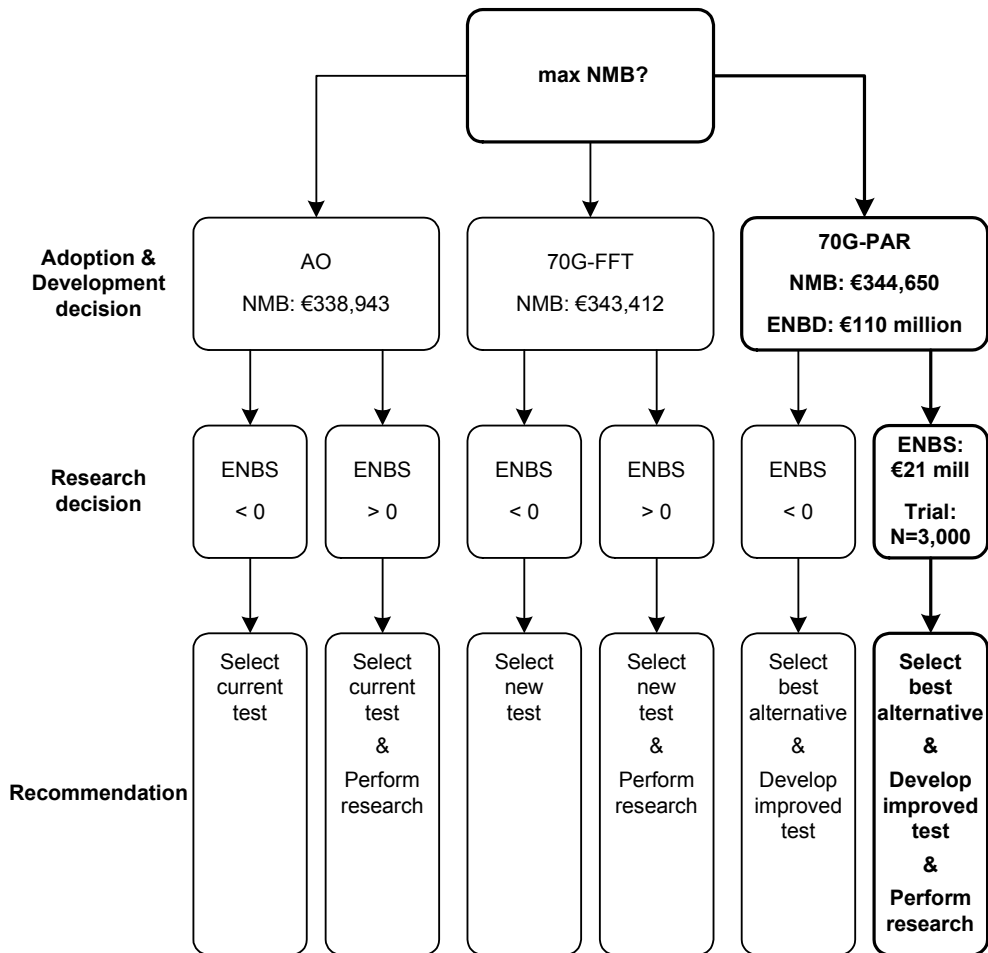 max NMB?
Adoption &
Development
decision
AO
NMB: €338,943
70G-FFT
NMB: €343,412
70G-PAR
NMB: €344,650
ENBD: €110 million
Research
decision
ENBS
< 0
ENBS
> 0
ENBS
< 0
ENBS
> 0
ENBS
< 0
ENBS:
€21 mill
Trial:
N=3,000
Recommendation
Select
current
test
Select
current
test
&
Perform
research
Select
new
test
Select
new
test
&
Perform
research
Select
best
alternative
&
Develop
improved
test
Select
best
alternative
&
Develop
improved
test
&
Perform
research